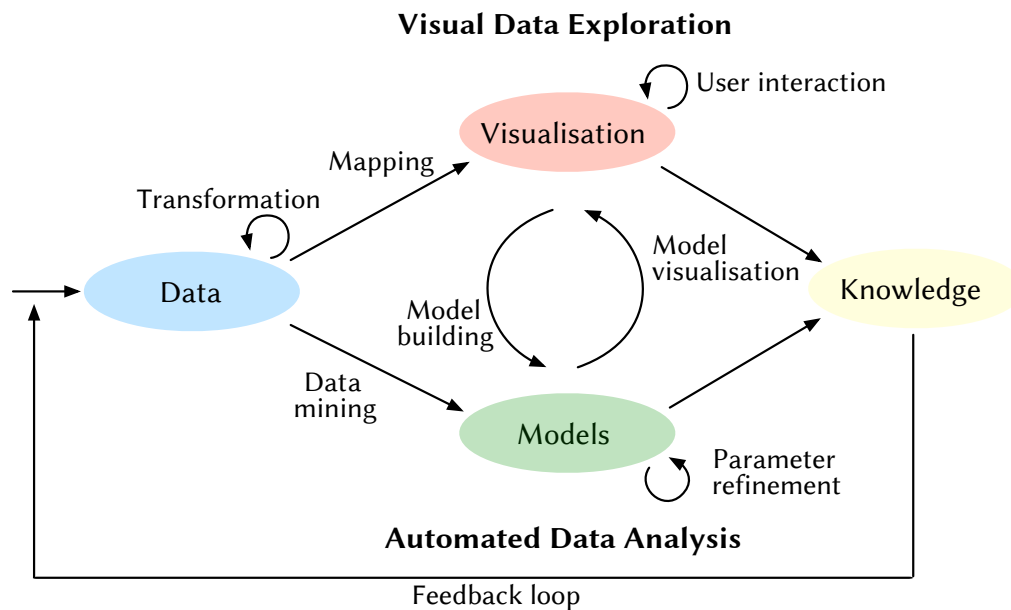 Visual Data Exploration
User interaction
Visualisation
Mapping
Transformation
Model
visualisation
Data
Knowledge
Model
building
Data
mining
Models
Parameter
refinement
Automated Data Analysis
Feedback loop